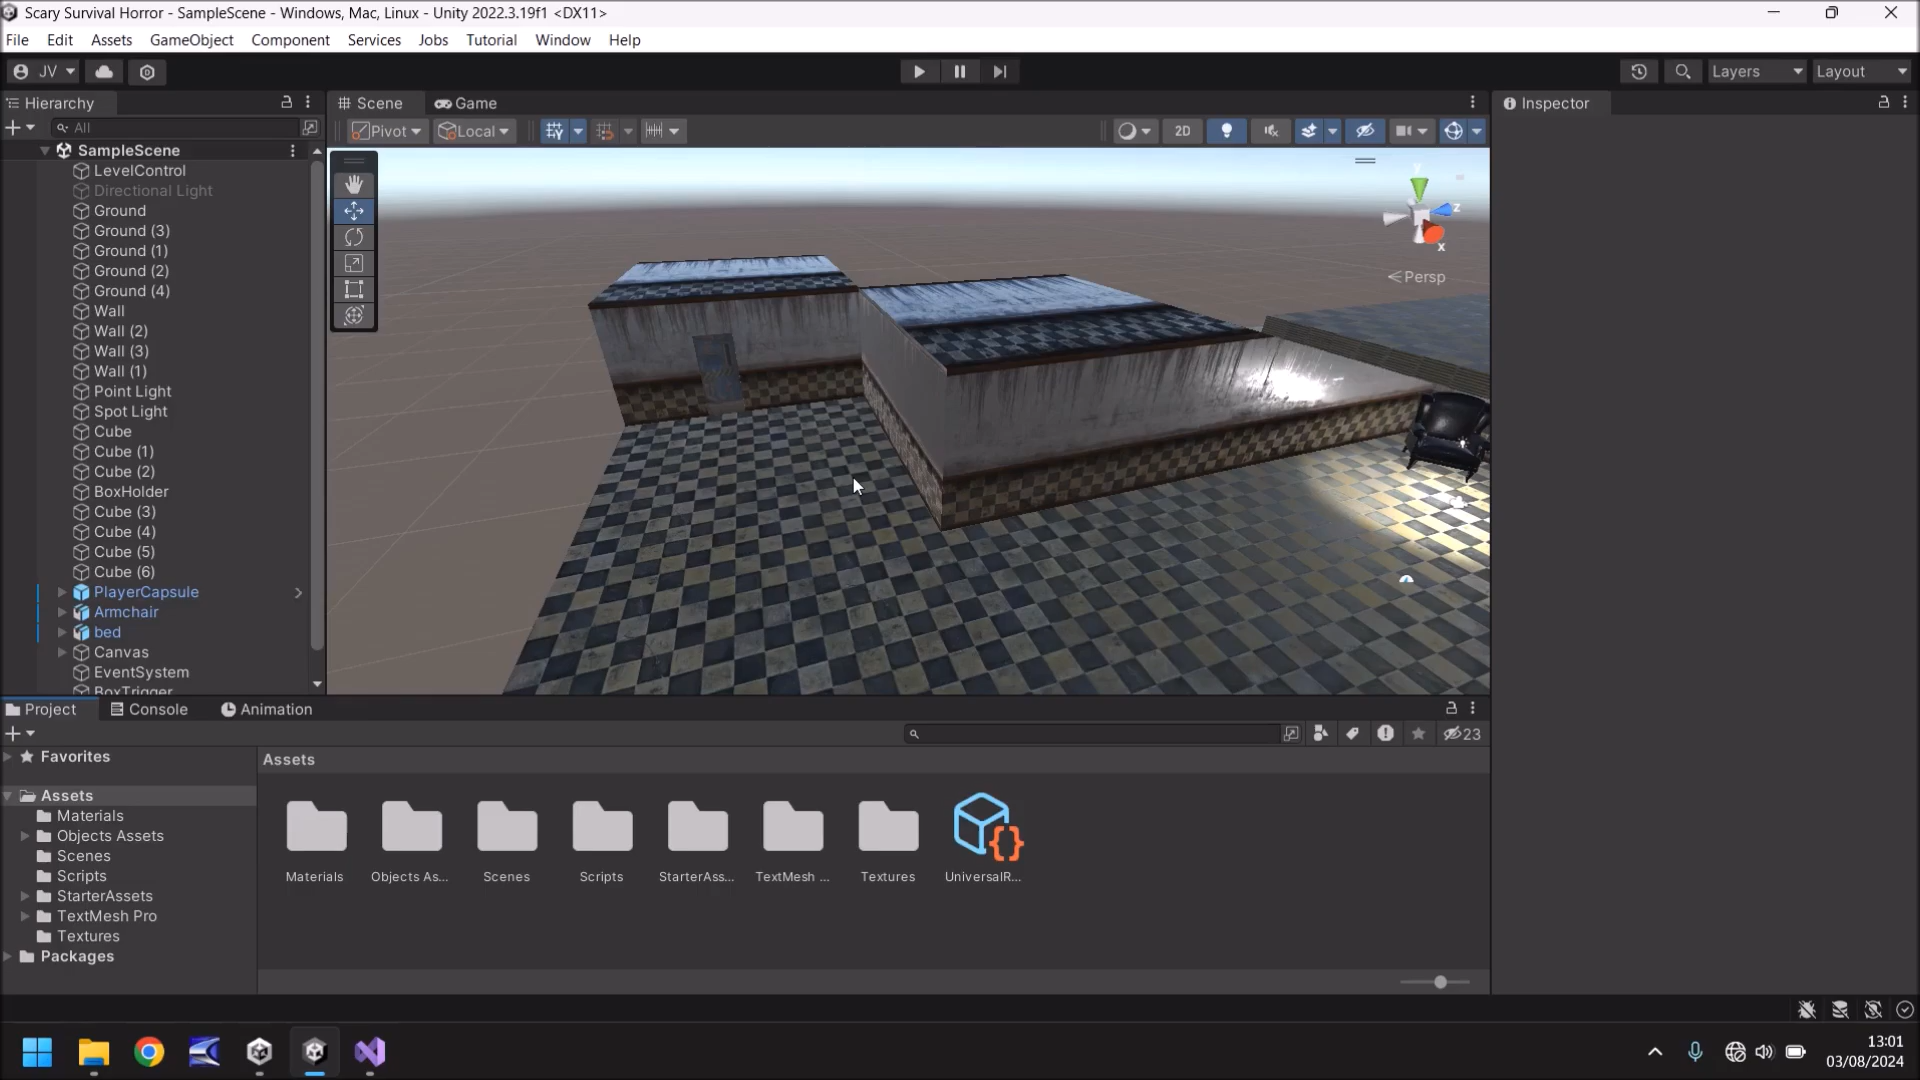 Scary Survival Horror - SampleScene - Windows, Mac, Linux - Unity 2022.3.19f1 <DX11>
File Edit Assets GameObject Component Services Jobs Tutorial Window Help
JV Layers Layout
Hierarchy Scene Game Inspector
All Pivot Local 2D
SampleScene
LevelControl
Directional Light
Ground
Ground (3)
Ground (1)
Ground (2)
Ground (4)
Wall
Wall (2)
Wall (3)
Wall (1)
Point Light
Spot Light
Cube
Cube (1)
Cube (2)
BoxHolder
Cube (3)
Cube (4)
Cube (5)
Cube (6)
PlayerCapsule
Armchair
bed
Canvas
EventSystem
BoxTrigger
y
z
x
<Persp
Project Console Animation
23
Favorites
Assets
Materials
Objects Assets
Scenes
Scripts
StarterAssets
TextMesh Pro
Textures
Packages
Assets
Materials Objects As... Scenes Scripts StarterAss... TextMesh ... Textures UniversalR...
13:01
03/08/2024